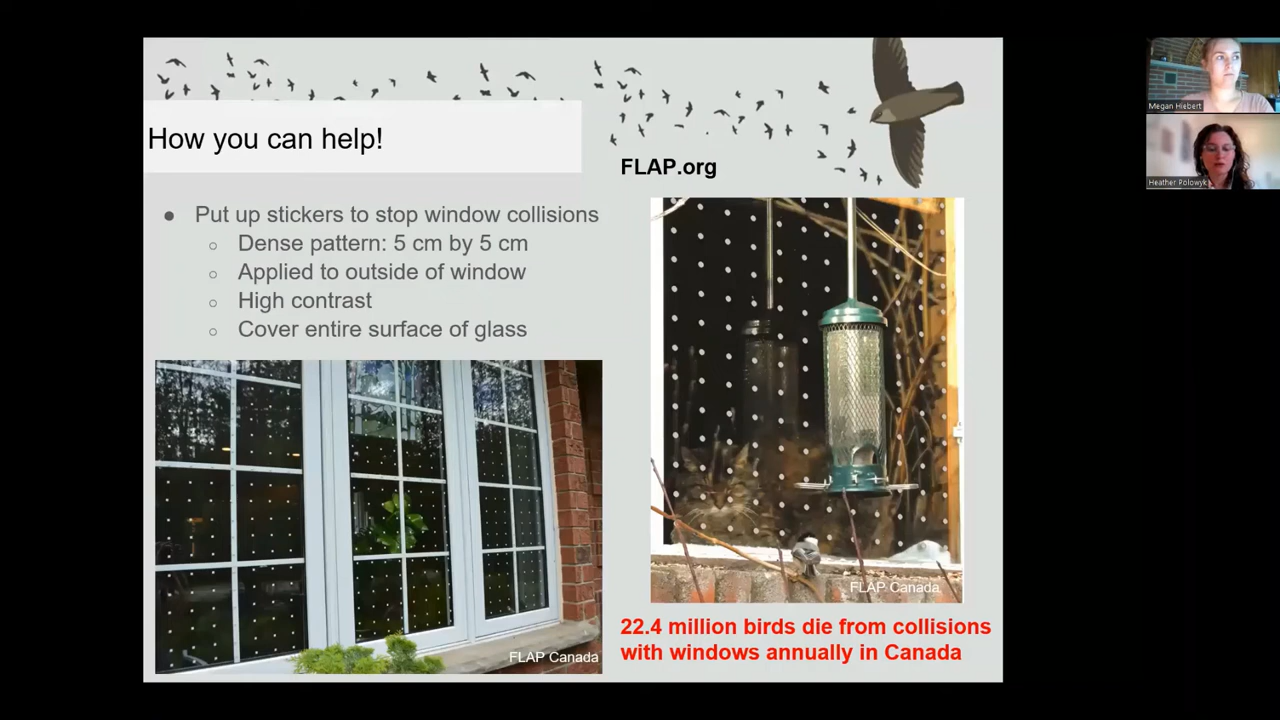 How you can help!
FLAP.org
● Put up stickers to stop window collisions
○ Dense pattern: 5 cm by 5 cm
○ Applied to outside of window
○ High contrast
○ Cover entire surface of glass
FLAP Canada
FLAP Canada
22.4 million birds die from collisions
with windows annually in Canada
Megan Hiebert
Heather Polowyk